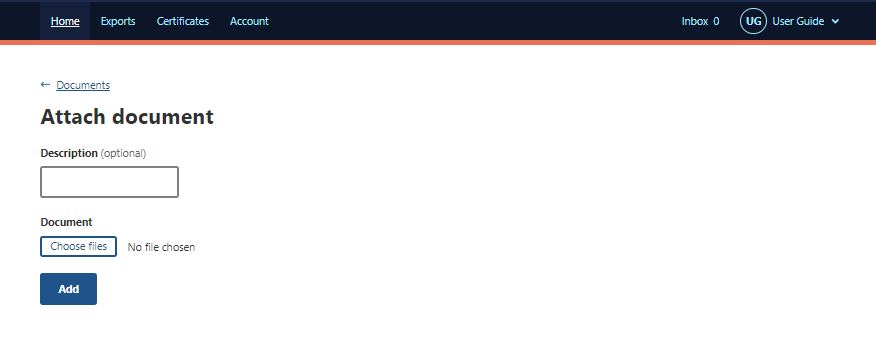 Home Exports Certificates Account Inbox 0 UG User Guide
← Documents
Attach document
Description (optional)
Document
Choose files No file chosen
Add